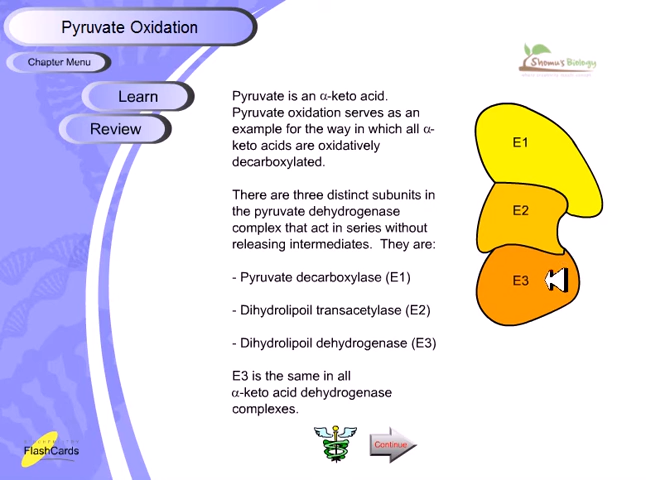 Pyruvate Oxidation
Chapter Menu
Learn
Review
Shomu's Biology
Pyruvate is an α-keto acid.
Pyruvate oxidation serves as an
example for the way in which all α-
keto acids are oxidatively
decarboxylated.
There are three distinct subunits in
the pyruvate dehydrogenase
complex that act in series without
releasing intermediates. They are:
- Pyruvate decarboxylase (E1)
- Dihydrolipoil transacetylase (E2)
- Dihydrolipoil dehydrogenase (E3)
E3 is the same in all
α-keto acid dehydrogenase
complexes.
E1
E2
E3
Continue
FlashCards